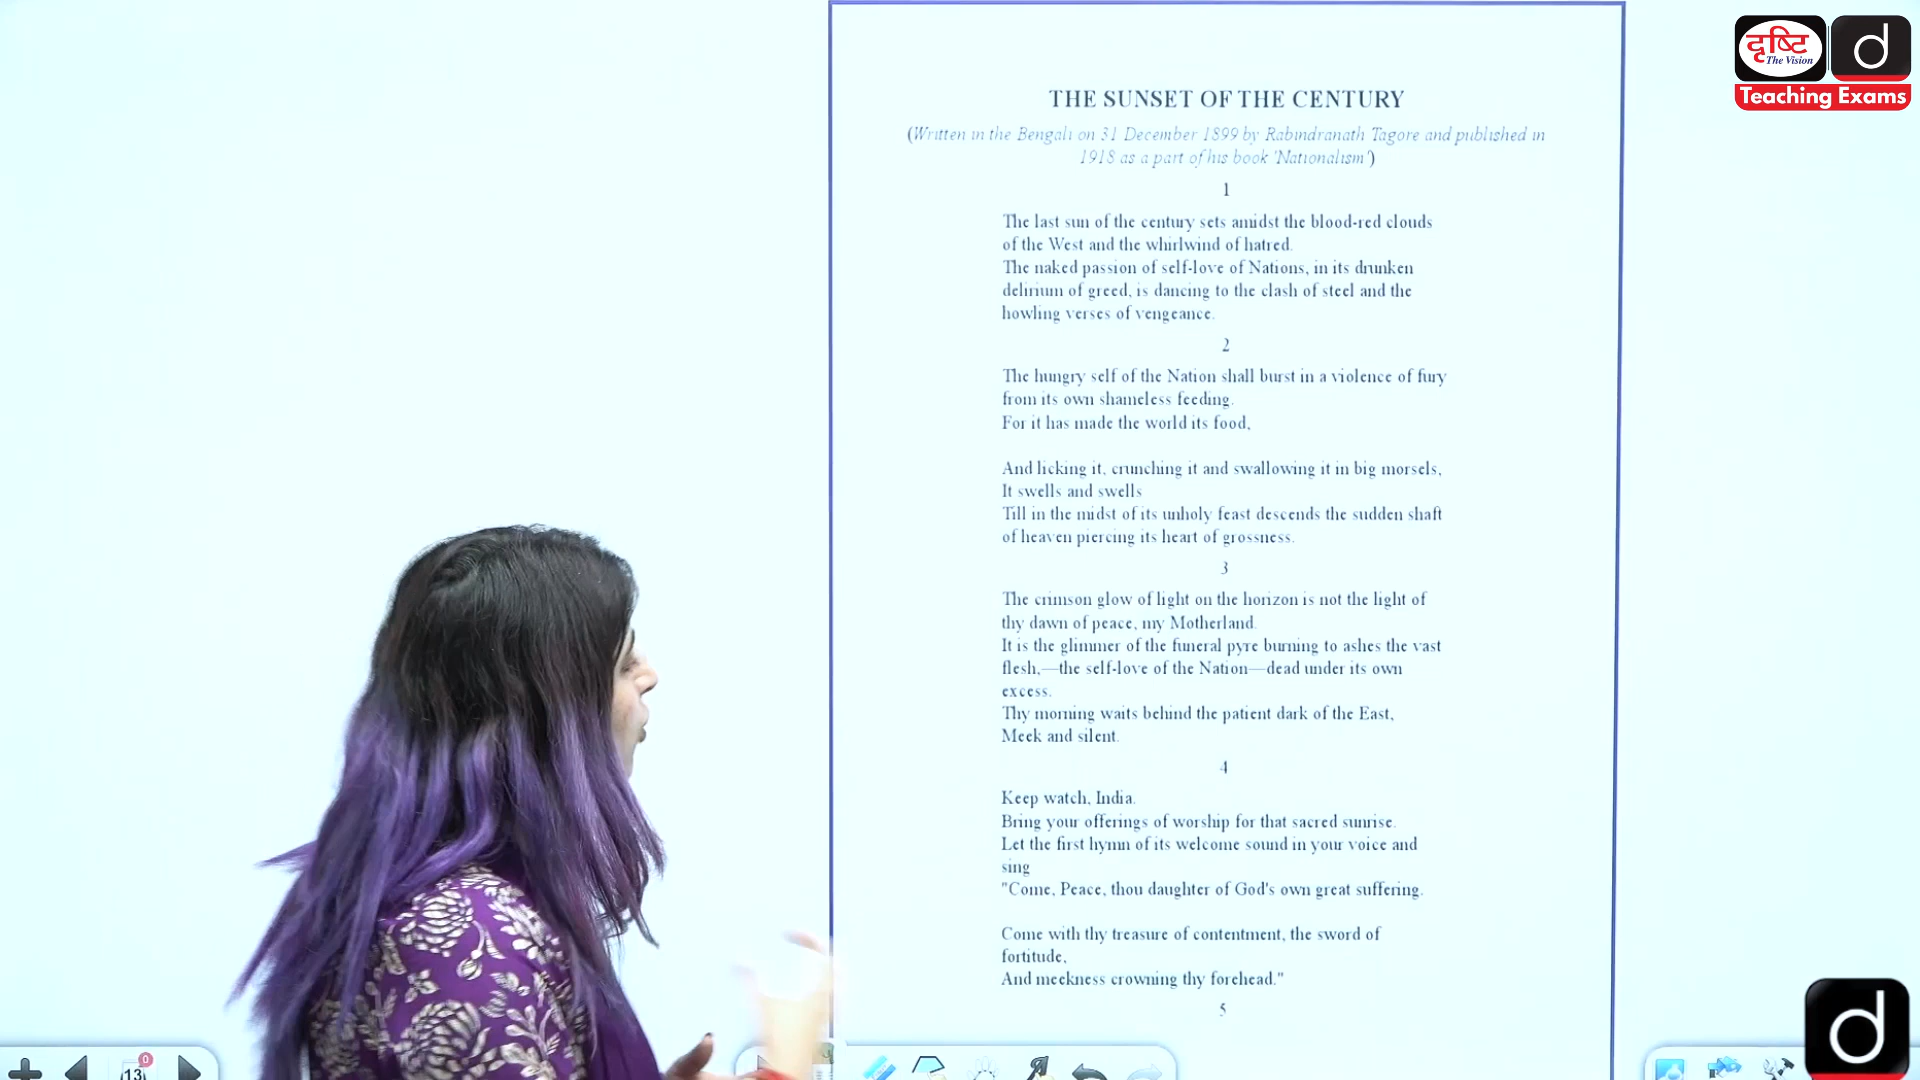 दृष्टि
The Vision
d
Teaching Exams
THE SUNSET OF THE CENTURY
(Written in the Bengali on 31 December 1899 by Rabindranath Tagore and published in
1918 as a part of his book 'Nationalism')
1
The last sun of the century sets amidst the blood-red clouds
of the West and the whirlwind of hatred.
The naked passion of self-love of Nations, in its drunken
delirium of greed, is dancing to the clash of steel and the
howling verses of vengeance.
2
The hungry self of the Nation shall burst in a violence of fury
from its own shameless feeding.
For it has made the world its food,
And licking it, crunching it and swallowing it in big morsels,
It swells and swells
Till in the midst of its unholy feast descends the sudden shaft
of heaven piercing its heart of grossness.
3
The crimson glow of light on the horizon is not the light of
thy dawn of peace, my Motherland.
It is the glimmer of the funeral pyre burning to ashes the vast
flesh,—the self-love of the Nation—dead under its own
excess.
Thy morning waits behind the patient dark of the East,
Meek and silent.
4
Keep watch, India.
Bring your offerings of worship for that sacred sunrise.
Let the first hymn of its welcome sound in your voice and
sing
"Come, Peace, thou daughter of God's own great suffering.
Come with thy treasure of contentment, the sword of
fortitude,
And meekness crowning thy forehead."
5
0
13
d